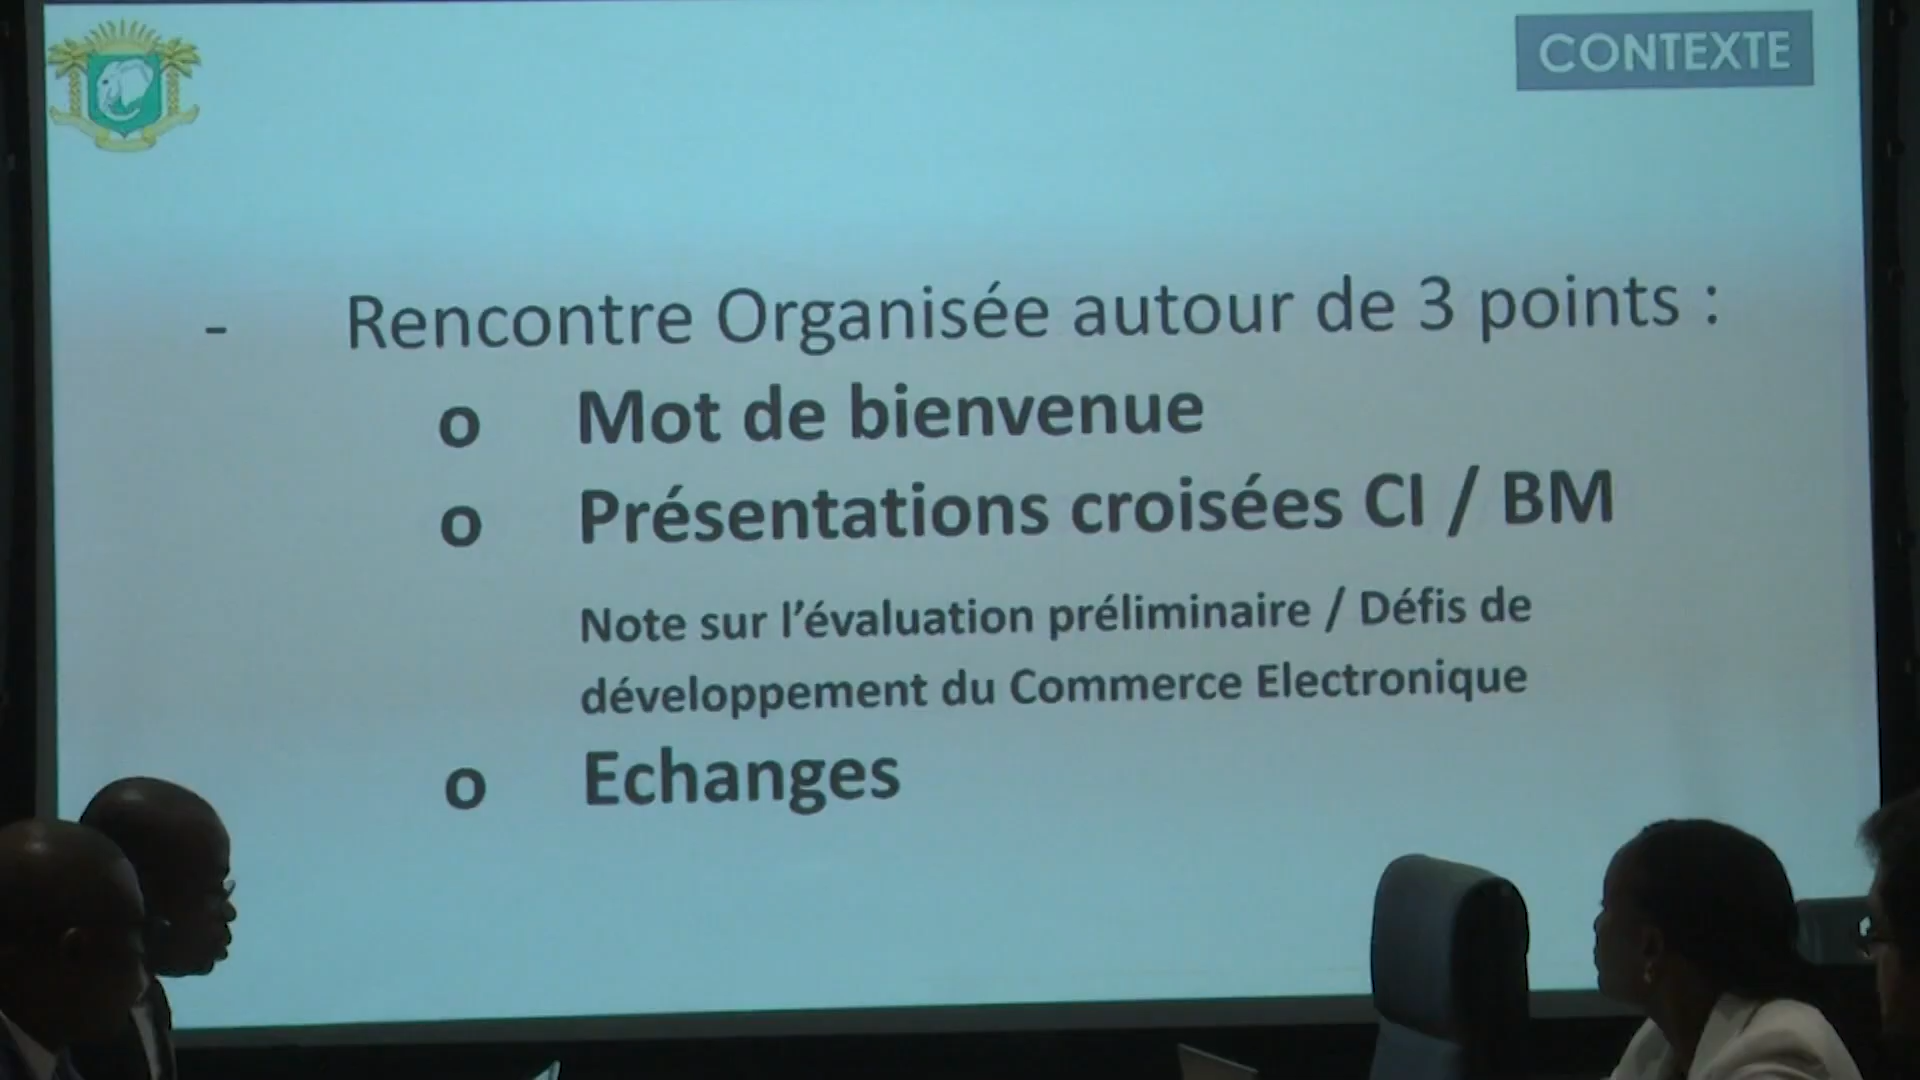 CONTEXTE
- Rencontre Organisée autour de 3 points :
o Mot de bienvenue
o Présentations croisées CI / BM
Note sur l’évaluation préliminaire / Défis de
développement du Commerce Electronique
o Echanges